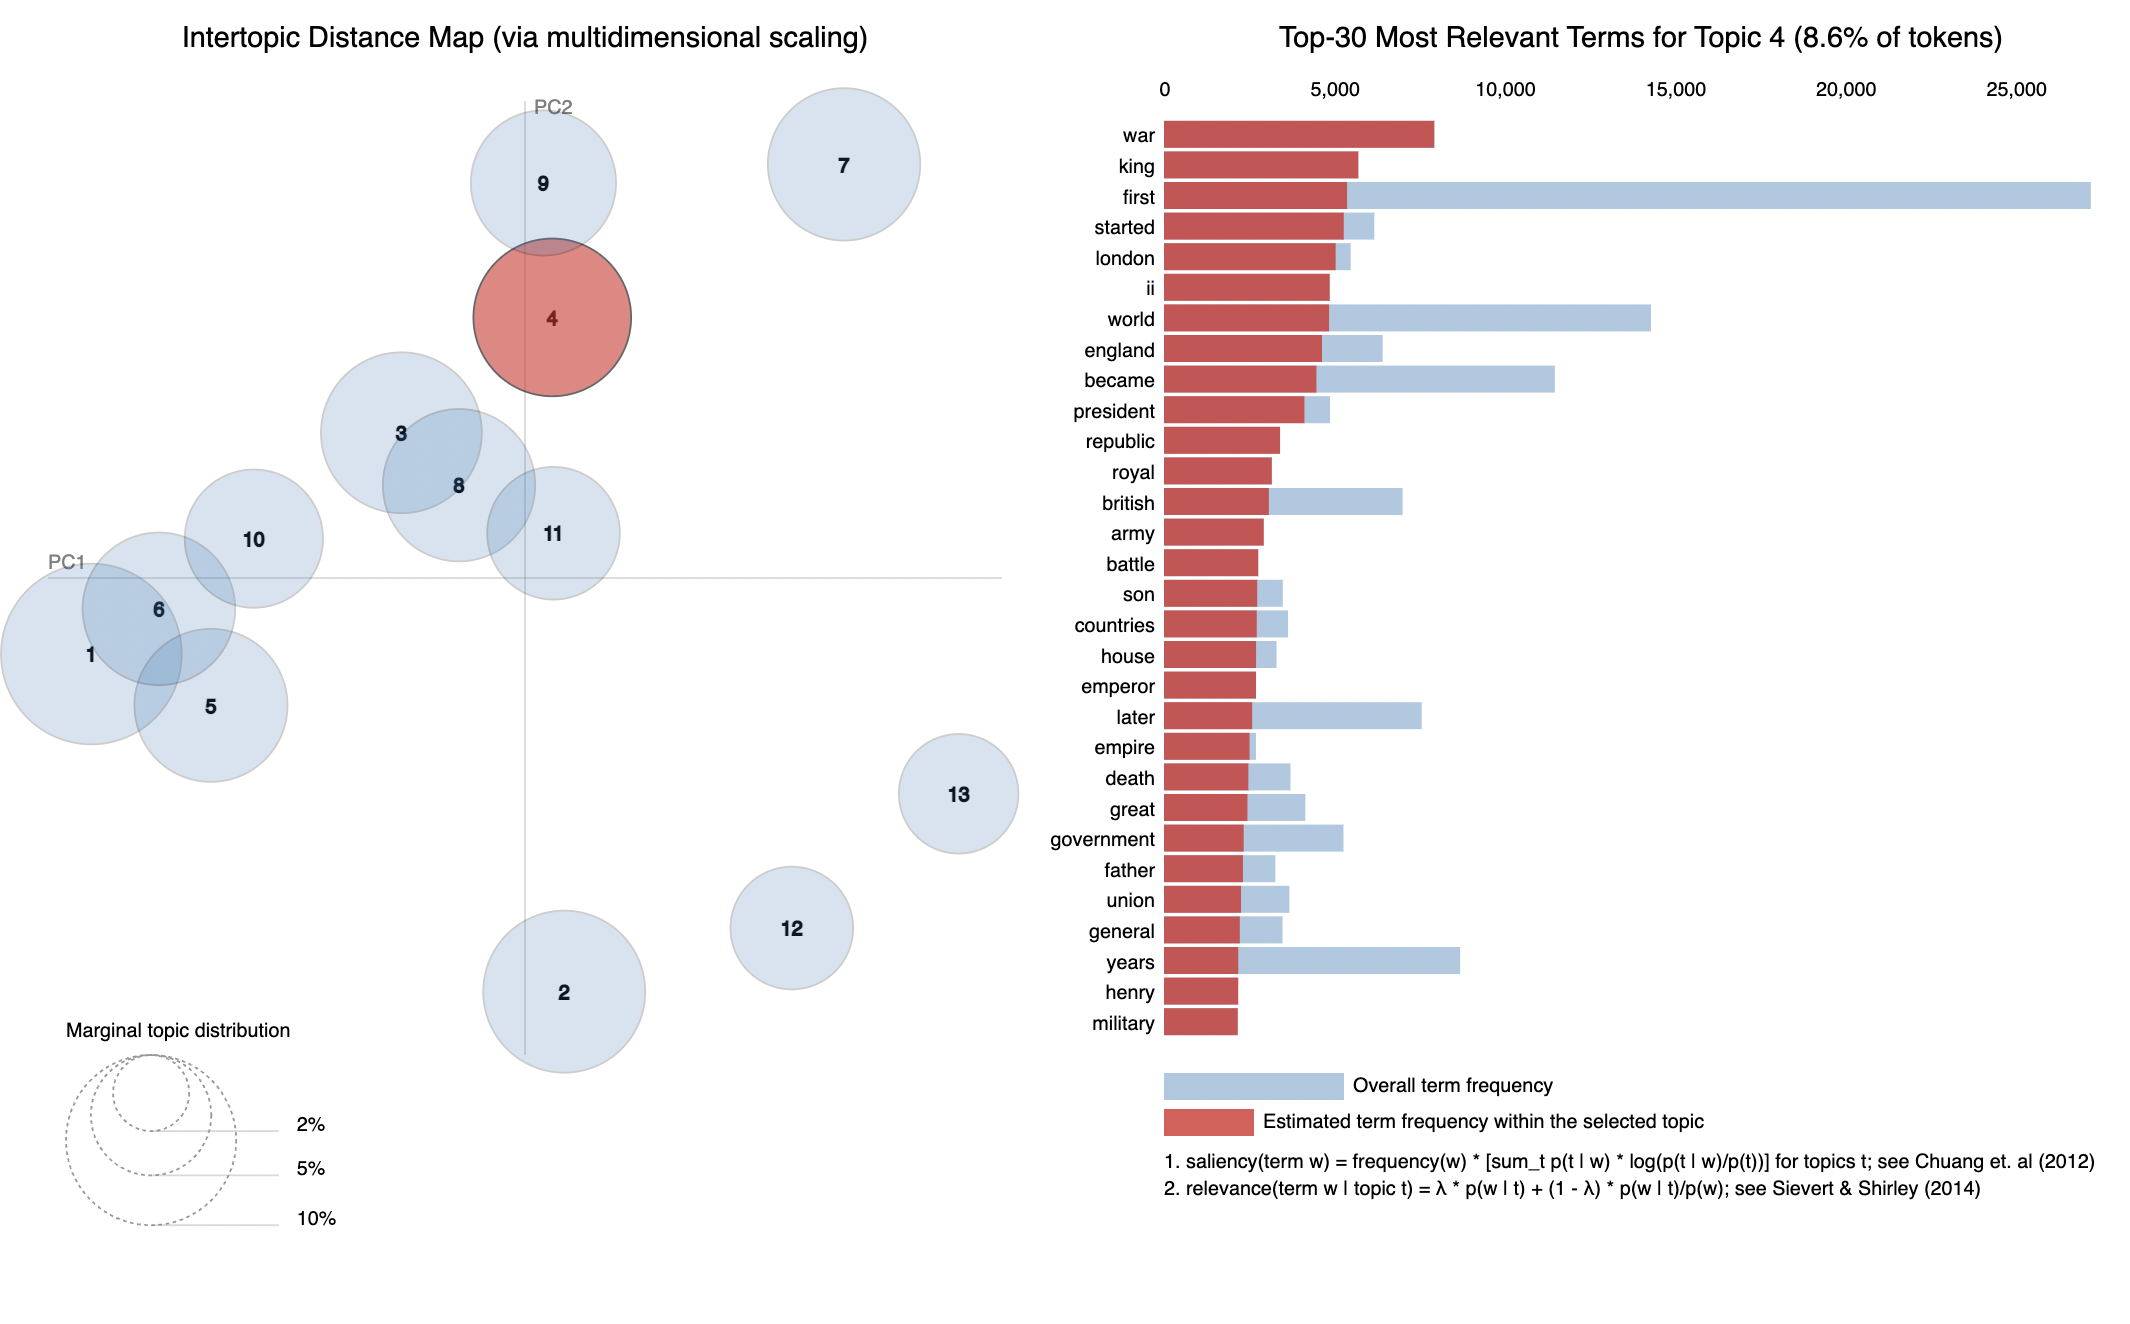 Intertopic Distance Map (via multidimensional scaling)
PC2
PC1
9
7
4
3
8
11
10
6
1
5
13
12
2
Marginal topic distribution
2%
5%
10%
Top-30 Most Relevant Terms for Topic 4 (8.6% of tokens)
0 5,000 10,000 15,000 20,000 25,000
war
king
first
started
london
ii
world
england
became
president
republic
royal
british
army
battle
son
countries
house
emperor
later
empire
death
great
government
father
union
general
years
henry
military
Overall term frequency
Estimated term frequency within the selected topic
1. saliency(term w) = frequency(w) * [sum_t p(t | w) * log(p(t | w)/p(t))] for topics t; see Chuang et. al (2012)
2. relevance(term w | topic t) = λ * p(w | t) + (1 - λ) * p(w | t)/p(w); see Sievert & Shirley (2014)